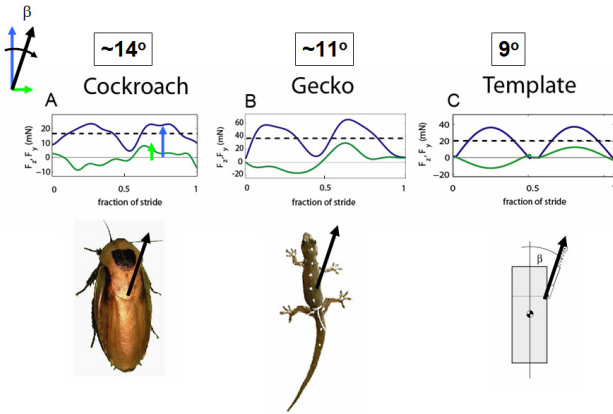 β
~14°
~11°
9°
Cockroach
Gecko
Template
A
B
C
F_z, F_y (mN)
20
10
0
-10
0
0.5
1
fraction of stride
F_z, F_y (mN)
60
40
20
0
-20
0
0.5
1
fraction of stride
F_z, F_y (mN)
60
40
20
0
-20
0
0.5
1
fraction of stride
β